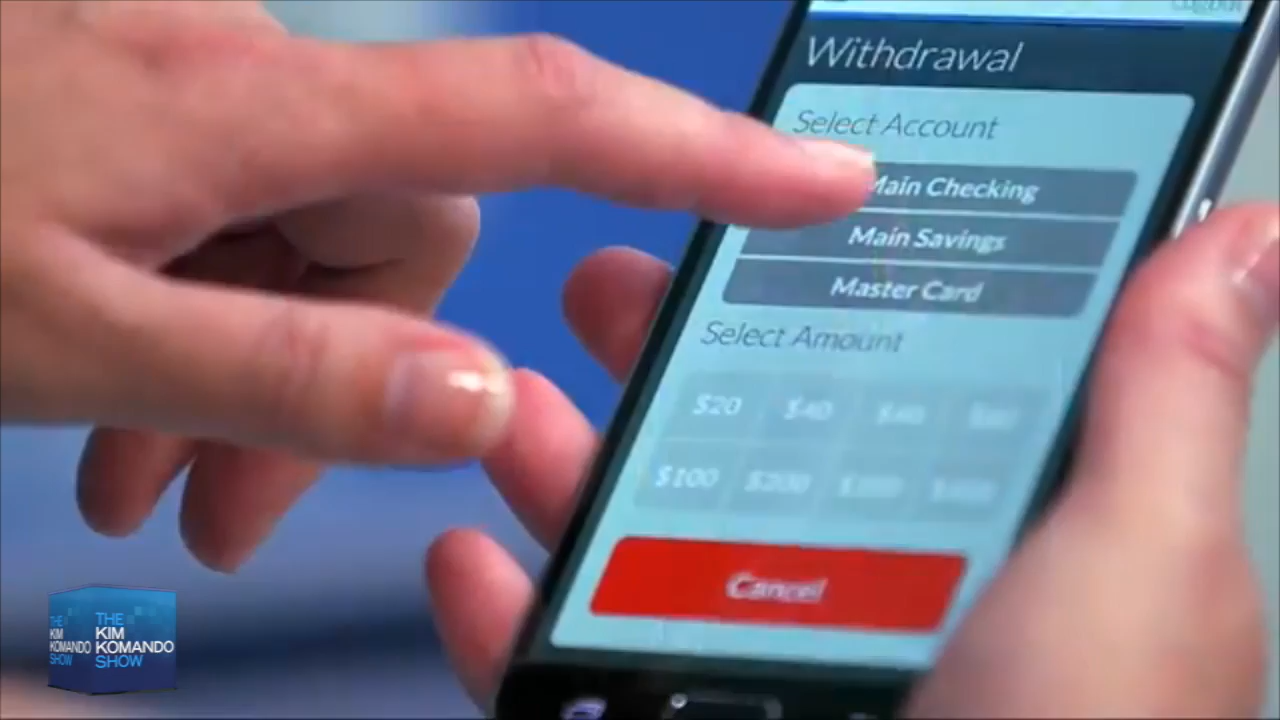 Logout
Withdrawal
Select Account
Main Checking
Main Savings
Master Card
Select Amount
$20 $40
$100 $200
Cancel
THE
KIM
KOMANDO
SHOW
THE
KIM
KOMANDO
SHOW